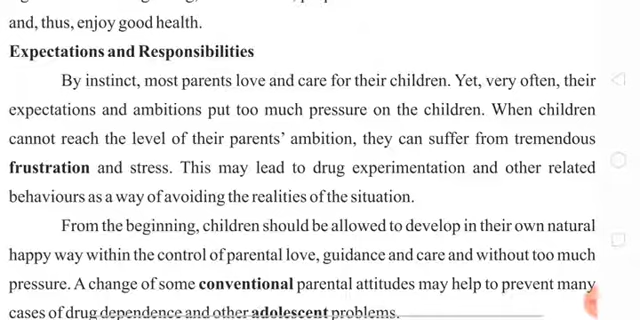 and, thus, enjoy good health.
Expectations and Responsibilities
By instinct, most parents love and care for their children. Yet, very often, their
expectations and ambitions put too much pressure on the children. When children
cannot reach the level of their parents' ambition, they can suffer from tremendous
frustration and stress. This may lead to drug experimentation and other related
behaviours as a way of avoiding the realities of the situation.
From the beginning, children should be allowed to develop in their own natural
happy way within the control of parental love, guidance and care and without too much
pressure. A change of some conventional parental attitudes may help to prevent many
cases of drug dependence and other adolescent problems.